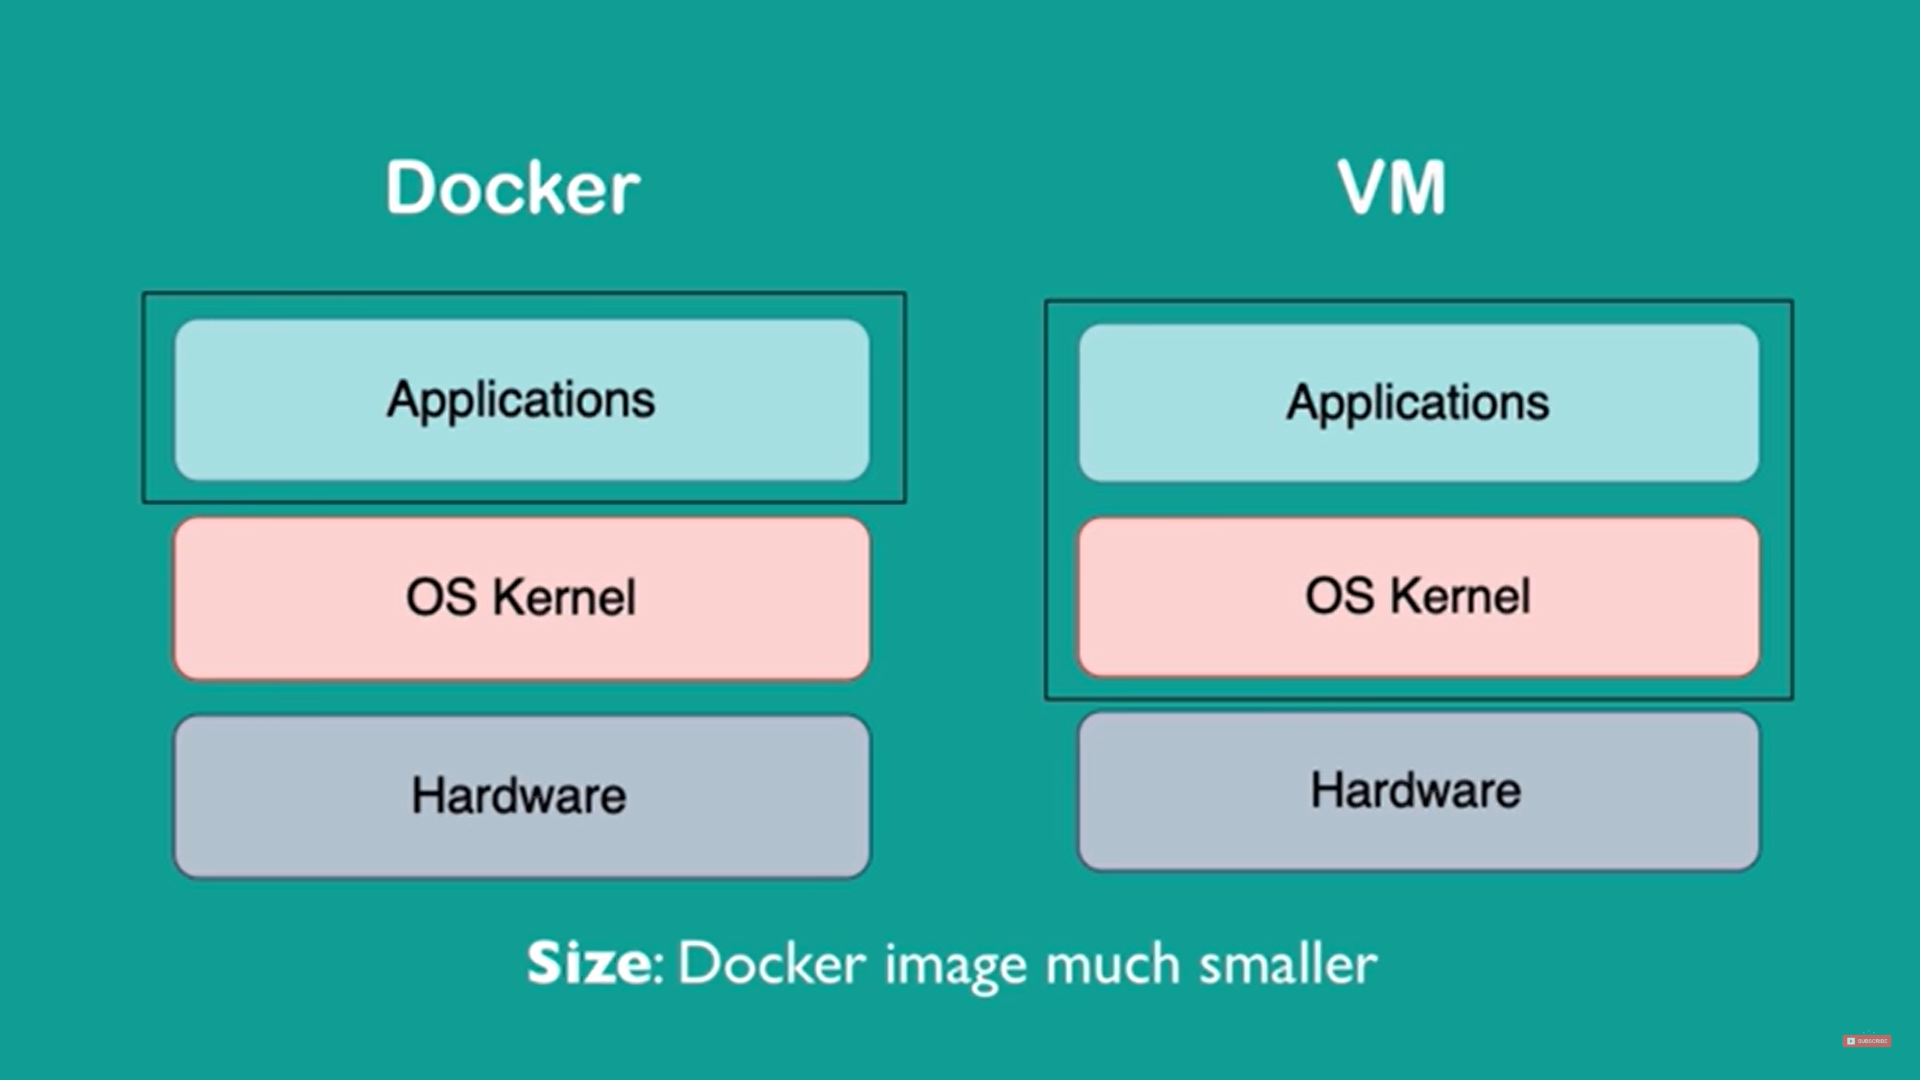 Docker
VM
Applications
OS Kernel
Hardware
Applications
OS Kernel
Hardware
Size: Docker image much smaller
SUBSCRIBE